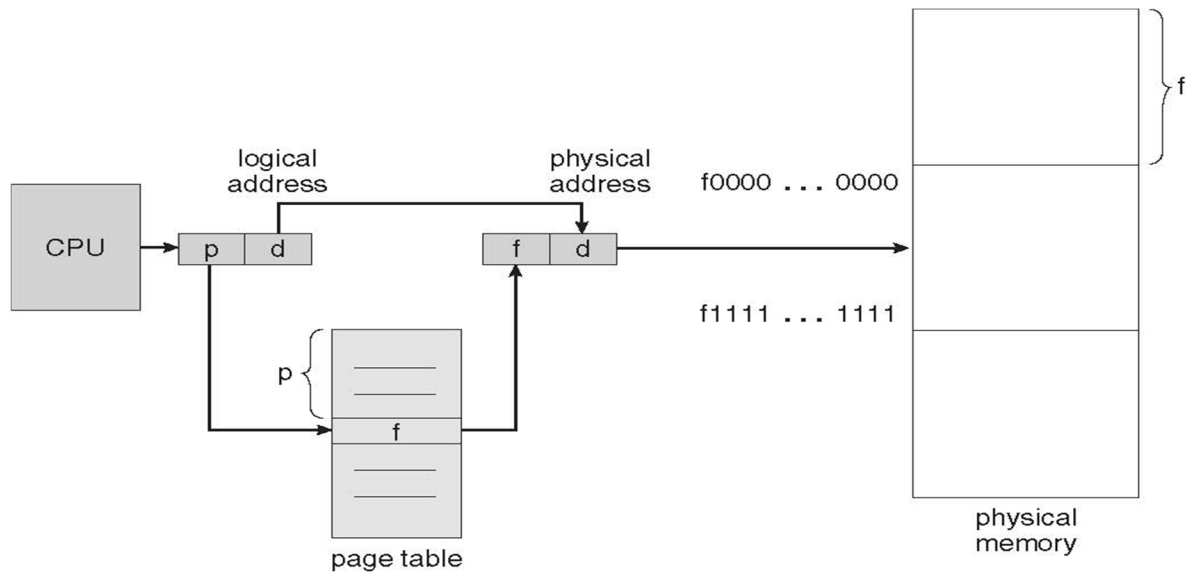 f
logical
address
physical
address
f0000 ... 0000
CPU
p
d
f
d
f1111 ... 1111
p
f
page table
physical
memory